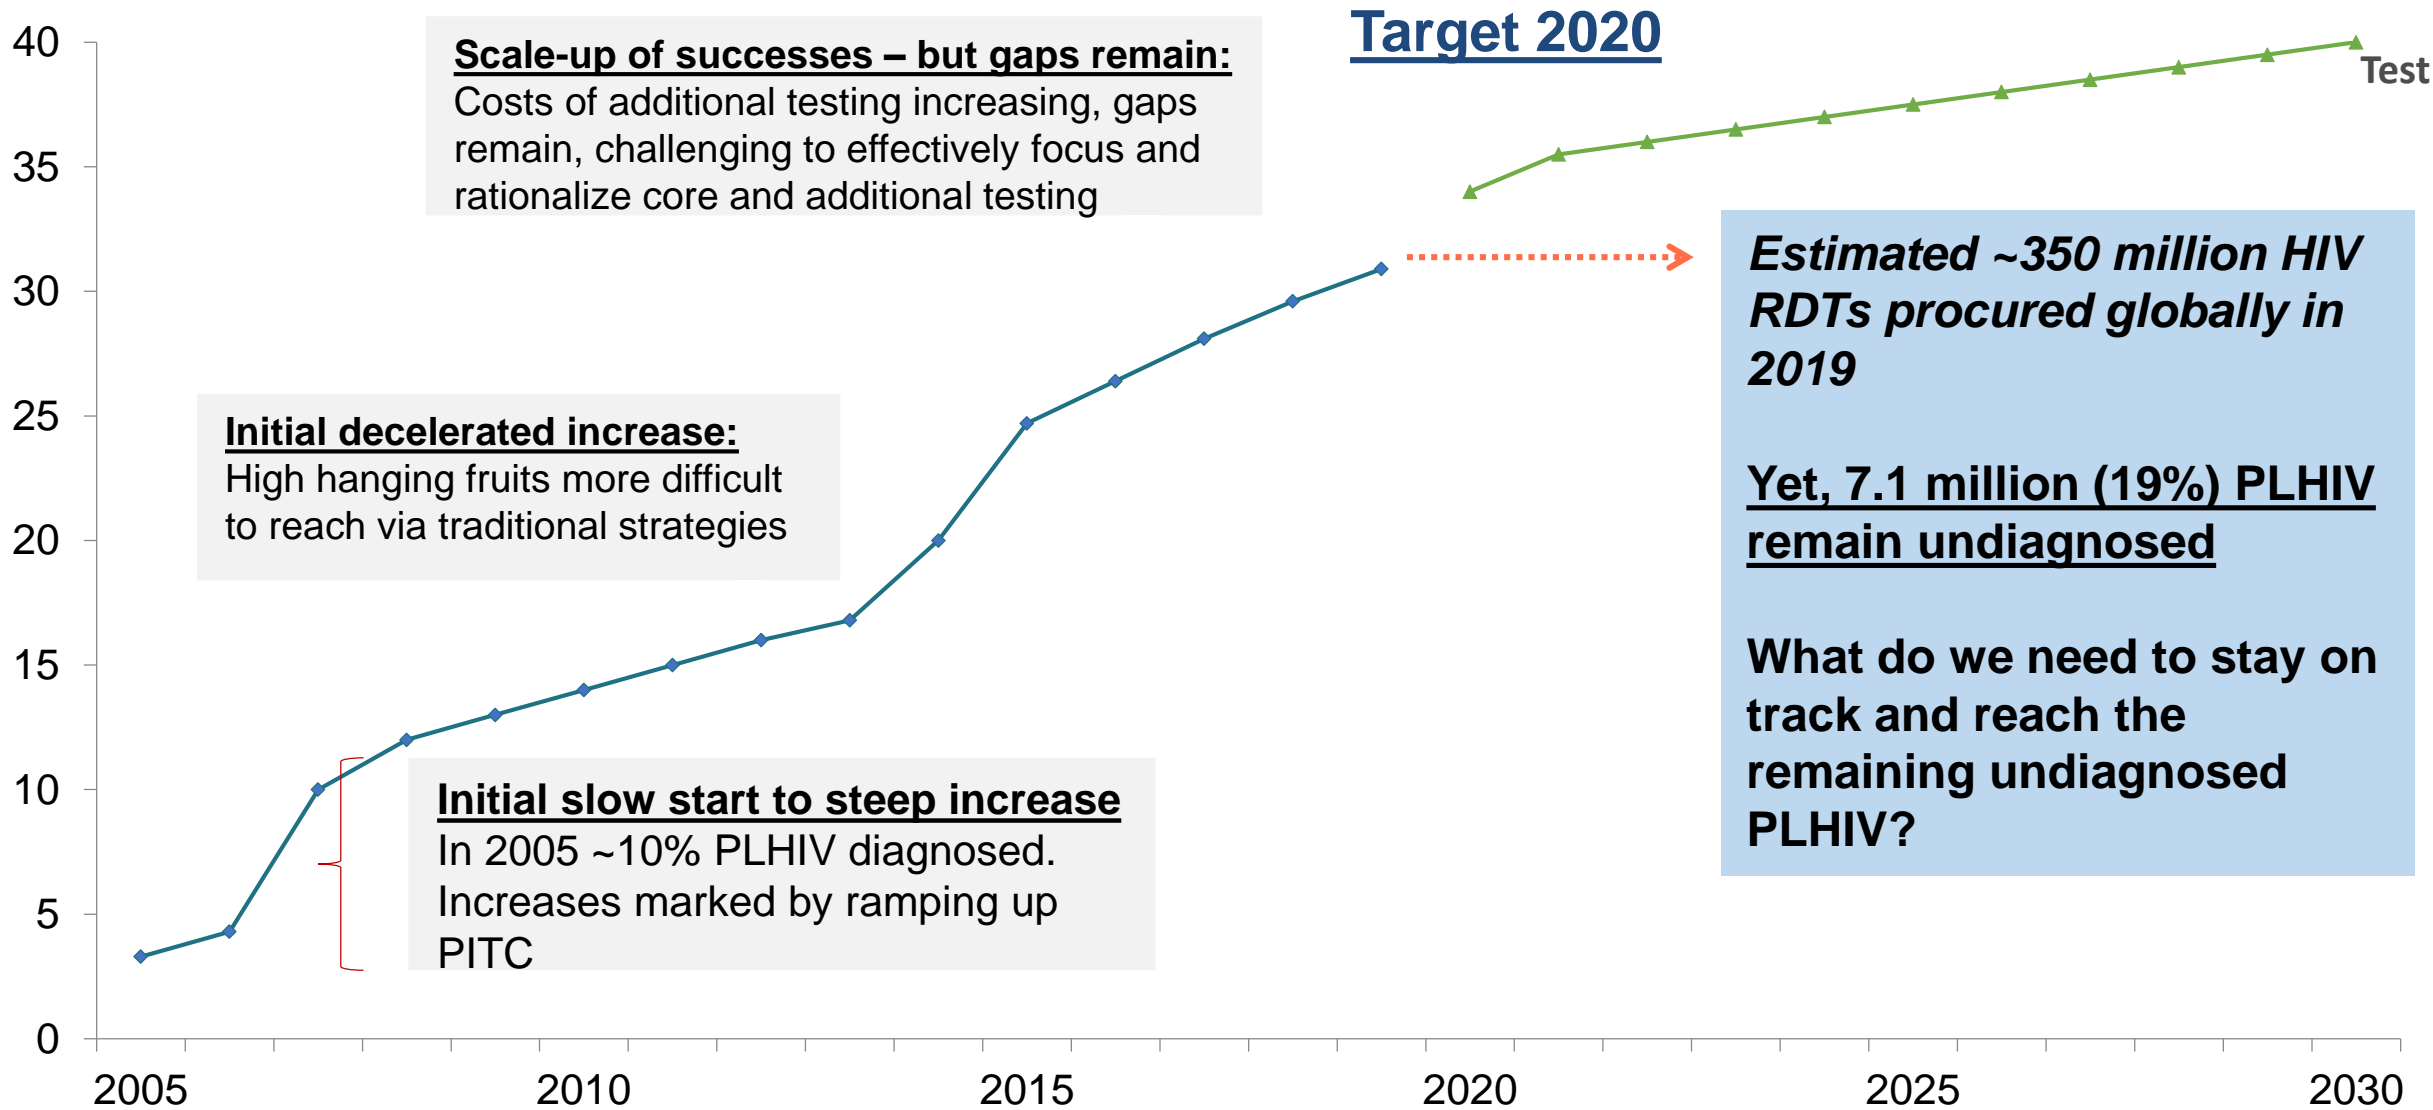 Target 2020
40
35
30
25
20
15
10
5
0
Scale-up of successes – but gaps remain:
Costs of additional testing increasing, gaps
remain, challenging to effectively focus and
rationalize core and additional testing
Test
Initial decelerated increase:
High hanging fruits more difficult
to reach via traditional strategies
Initial slow start to steep increase
In 2005 ~10% PLHIV diagnosed.
Increases marked by ramping up
PITC
Estimated ~350 million HIV
RDTs procured globally in
2019
Yet, 7.1 million (19%) PLHIV
remain undiagnosed
What do we need to stay on
track and reach the
remaining undiagnosed
PLHIV?
2005 2010 2015 2020 2025 2030